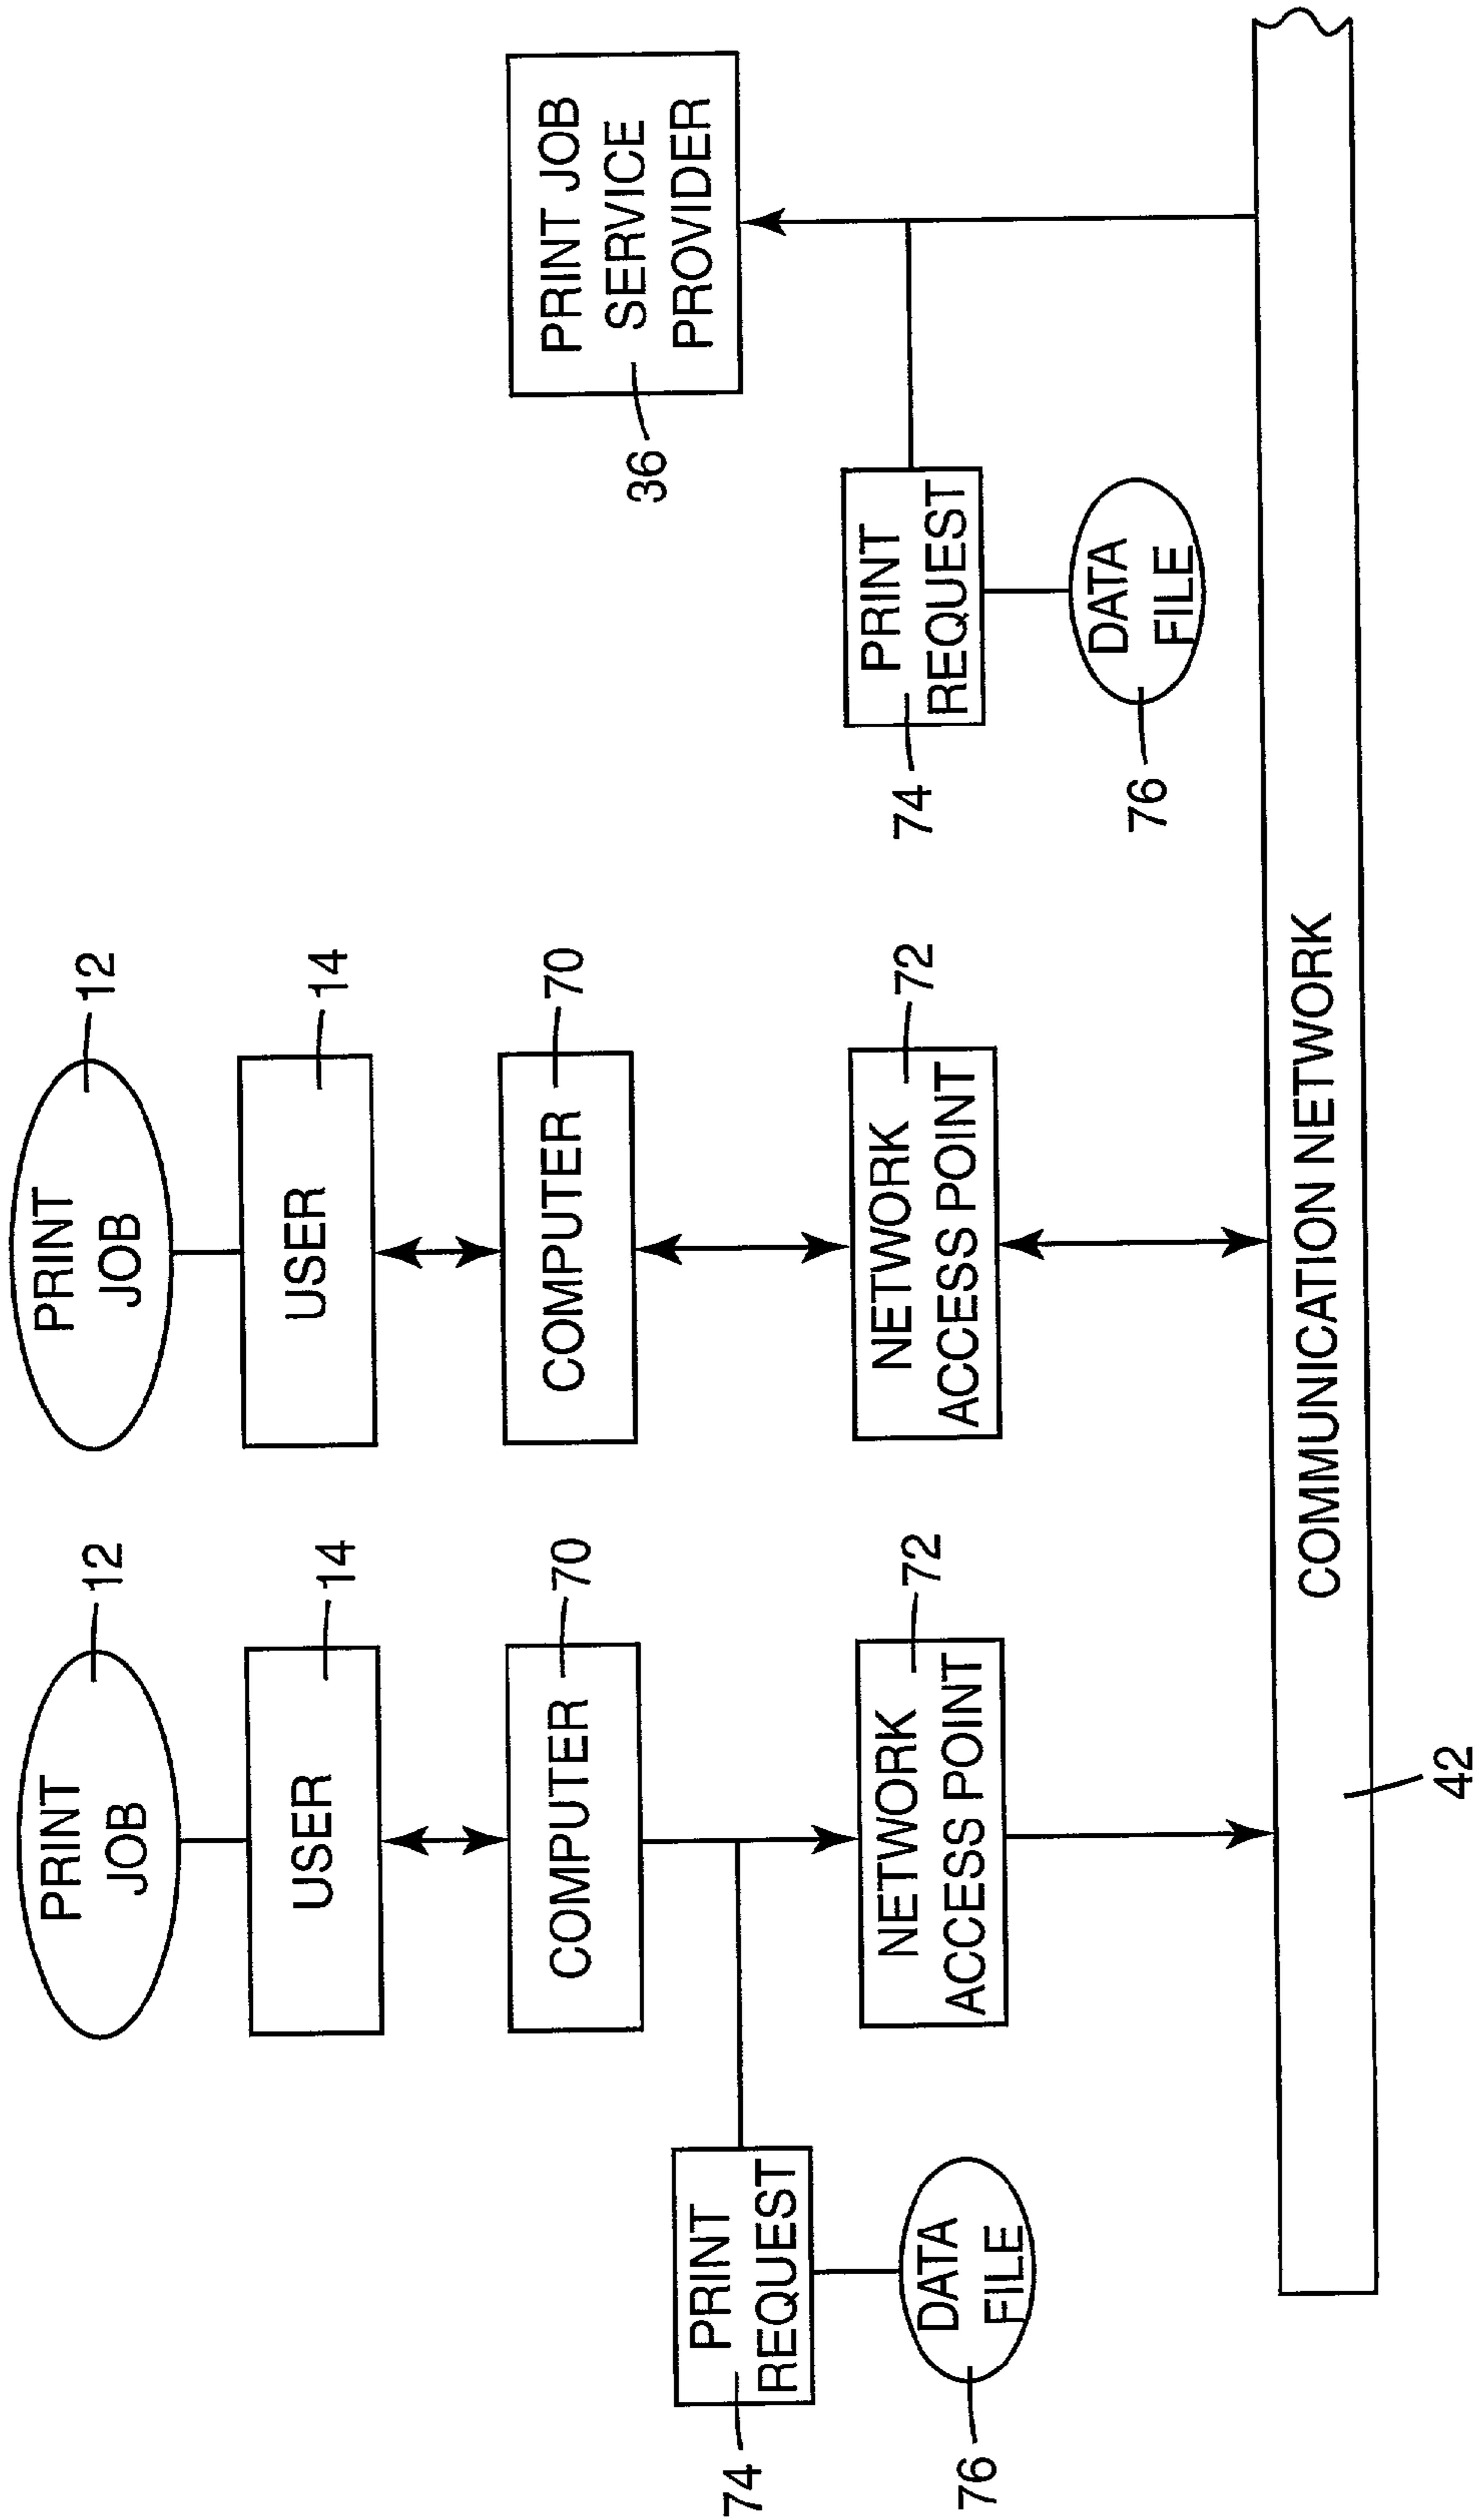 PRINT
JOB
12
USER
14
COMPUTER
70
PRINT
REQUEST
74
DATA
FILE
76
NETWORK
ACCESS POINT
72
PRINT
JOB
12
USER
14
COMPUTER
70
NETWORK
ACCESS POINT
72
PRINT JOB
SERVICE
PROVIDER
36
PRINT
REQUEST
74
DATA
FILE
76
COMMUNICATION NETWORK
42